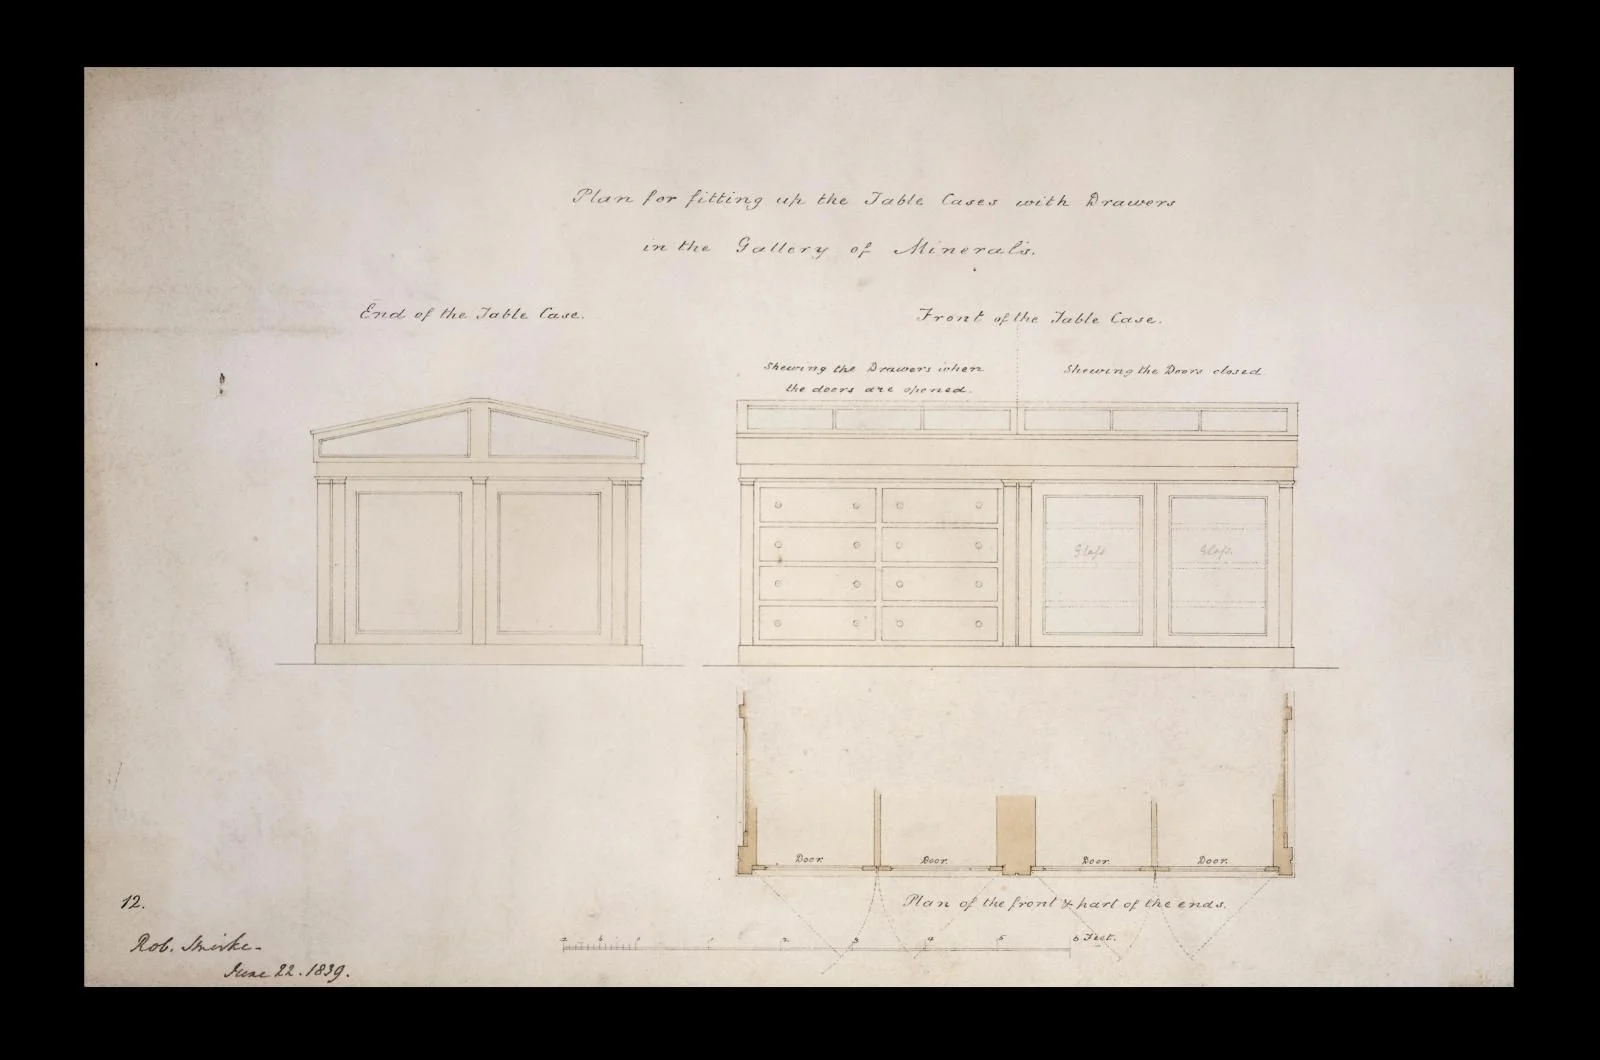 Plan for fitting up the Table Cases with Drawers
in the Gallery of Minerals.
End of the Table Case.
Front of the Table Case.
Shewing the Drawers when
the doors are opened.
Shewing the Doors closed.
Glass
Glass.
Door.
Door.
Door.
Door.
Plan of the front & part of the ends.
2 3 4 5 6 Feet.
12.
Rob. Smirke-
June 22. 1839.